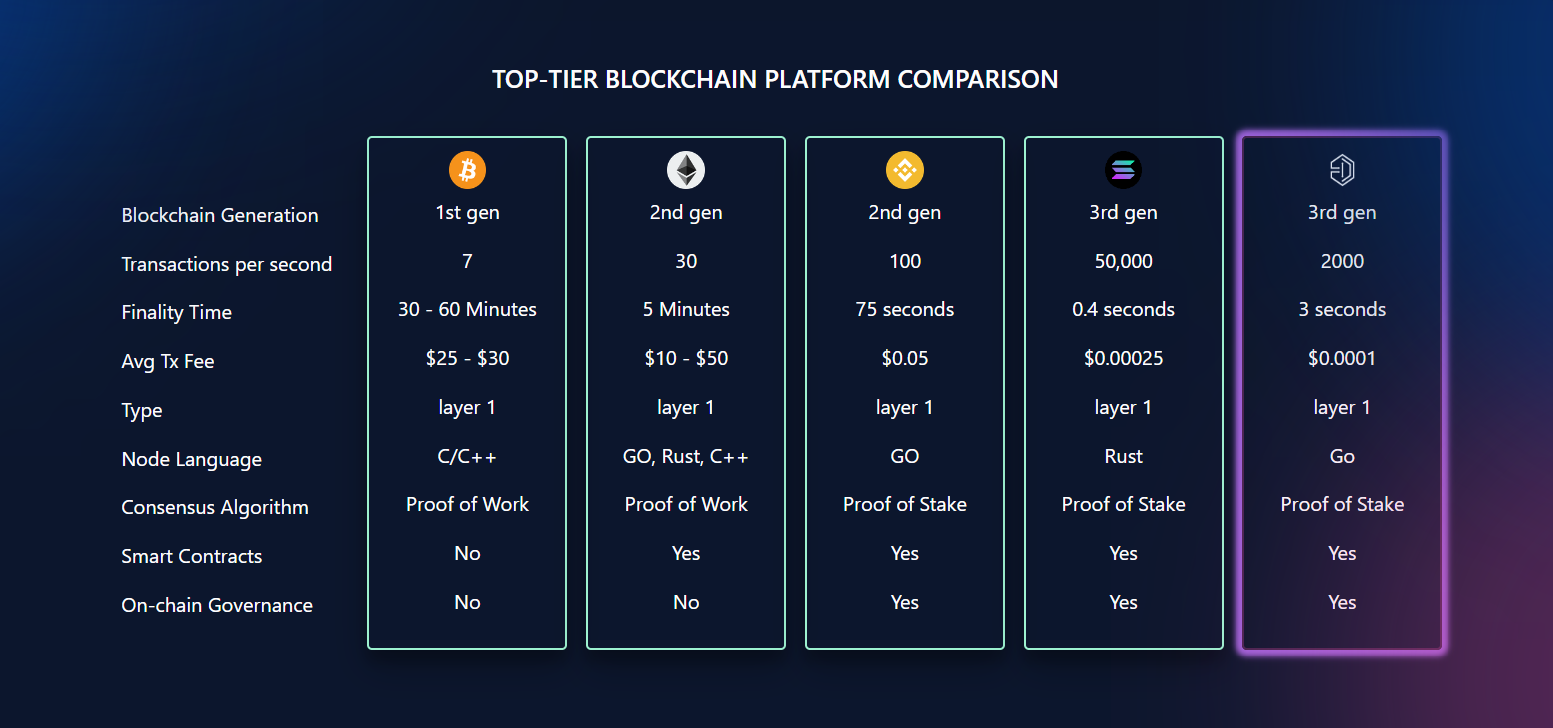 TOP-TIER BLOCKCHAIN PLATFORM COMPARISON
Blockchain Generation 1st gen 2nd gen 2nd gen 3rd gen 3rd gen
Transactions per second 7 30 100 50,000 2000
Finality Time 30 - 60 Minutes 5 Minutes 75 seconds 0.4 seconds 3 seconds
Avg Tx Fee $25 - $30 $10 - $50 $0.05 $0.00025 $0.0001
Type layer 1 layer 1 layer 1 layer 1 layer 1
Node Language C/C++ GO, Rust, C++ GO Rust Go
Consensus Algorithm Proof of Work Proof of Work Proof of Stake Proof of Stake Proof of Stake
Smart Contracts No Yes Yes Yes Yes
On-chain Governance No No Yes Yes Yes